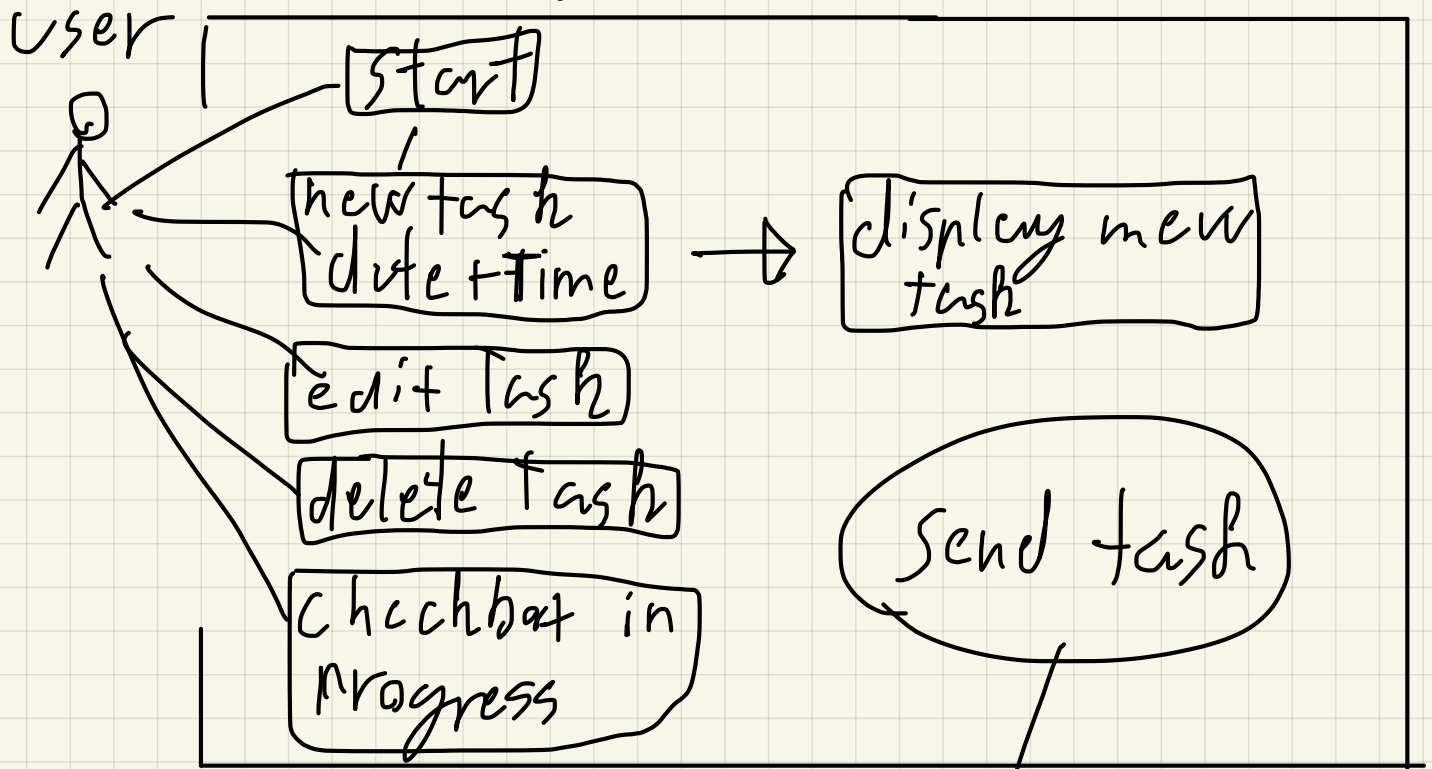 user
start
new task
date + Time
display new
task
edit Task
delete Task
send task
checkbox in
progress